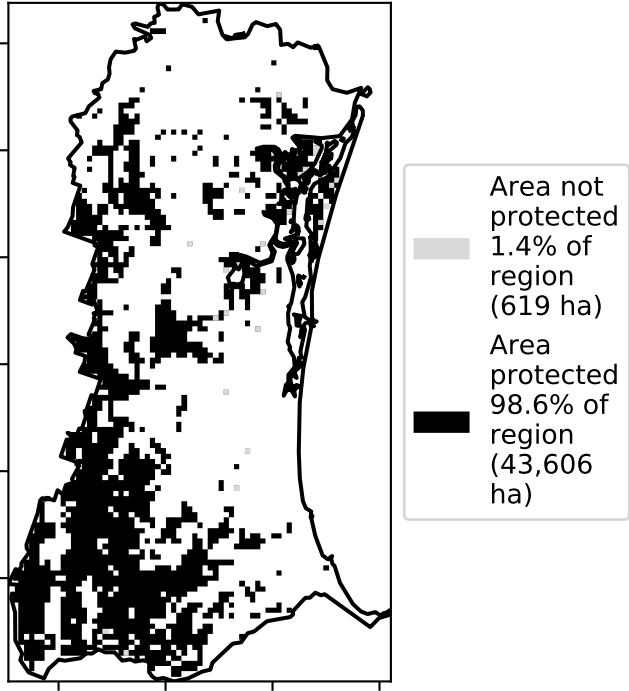 Area not
protected
1.4% of
region
(619 ha)
Area
protected
98.6% of
region
(43,606
ha)